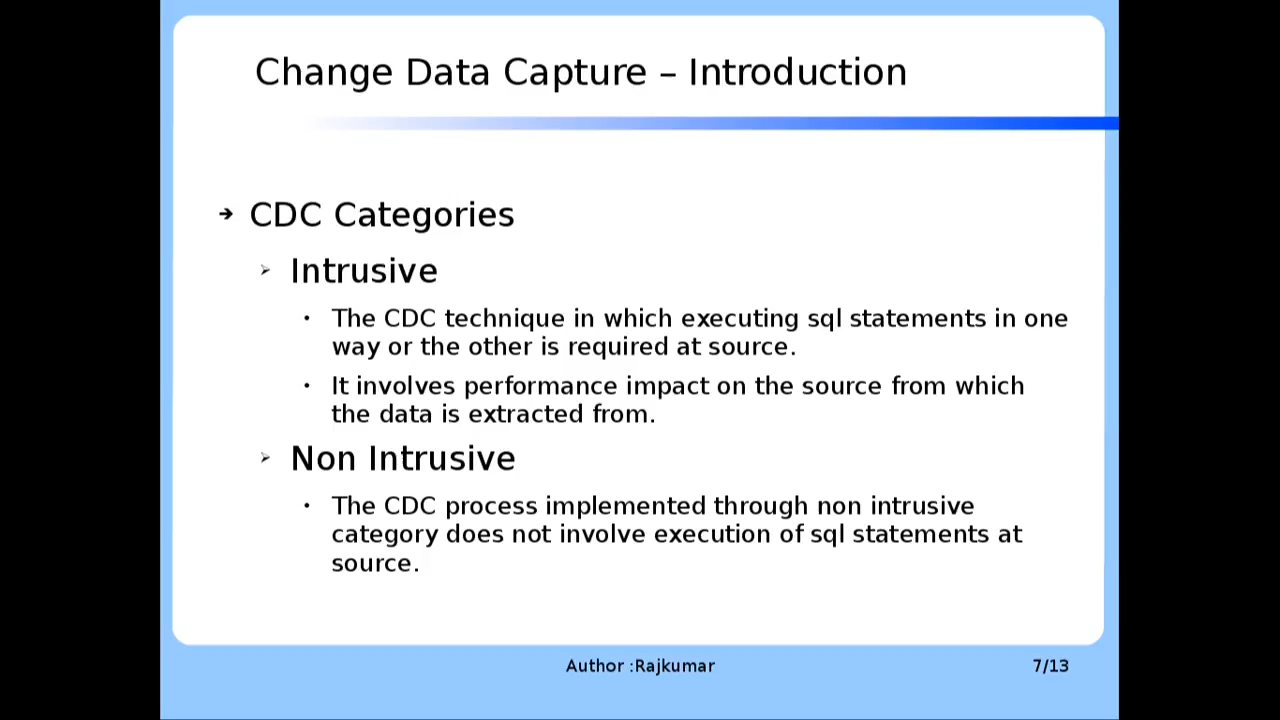 Change Data Capture – Introduction
➔ CDC Categories
➢ Intrusive
• The CDC technique in which executing sql statements in one
way or the other is required at source.
• It involves performance impact on the source from which
the data is extracted from.
➢ Non Intrusive
• The CDC process implemented through non intrusive
category does not involve execution of sql statements at
source.
Author :Rajkumar
7/13